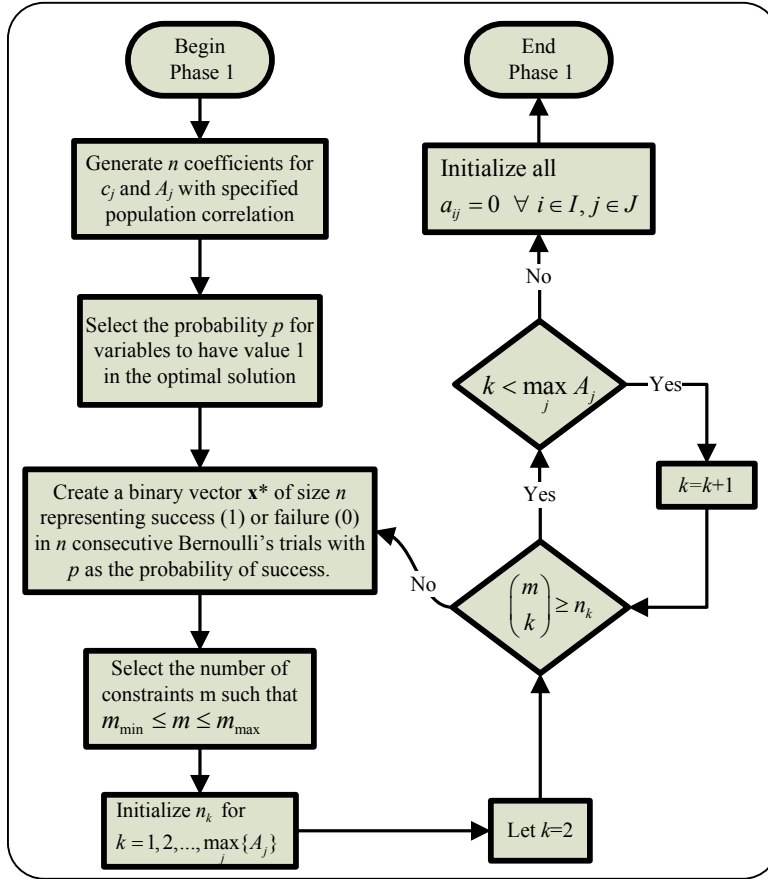 Begin
Phase 1
Generate n coefficients for
c_j and A_j with specified
population correlation
Select the probability p for
variables to have value 1
in the optimal solution
Create a binary vector x* of size n
representing success (1) or failure (0)
in n consecutive Bernoulli's trials with
p as the probability of success.
Select the number of
constraints m such that
m_min ≤ m ≤ m_max
Initialize n_k for
k = 1, 2, ..., max_j {A_j}
Let k=2
(m k) ≥ n_k
No
Yes
k < max_j A_j
Yes
k=k+1
No
Initialize all
a_ij = 0 ∀ i ∈ I, j ∈ J
End
Phase 1